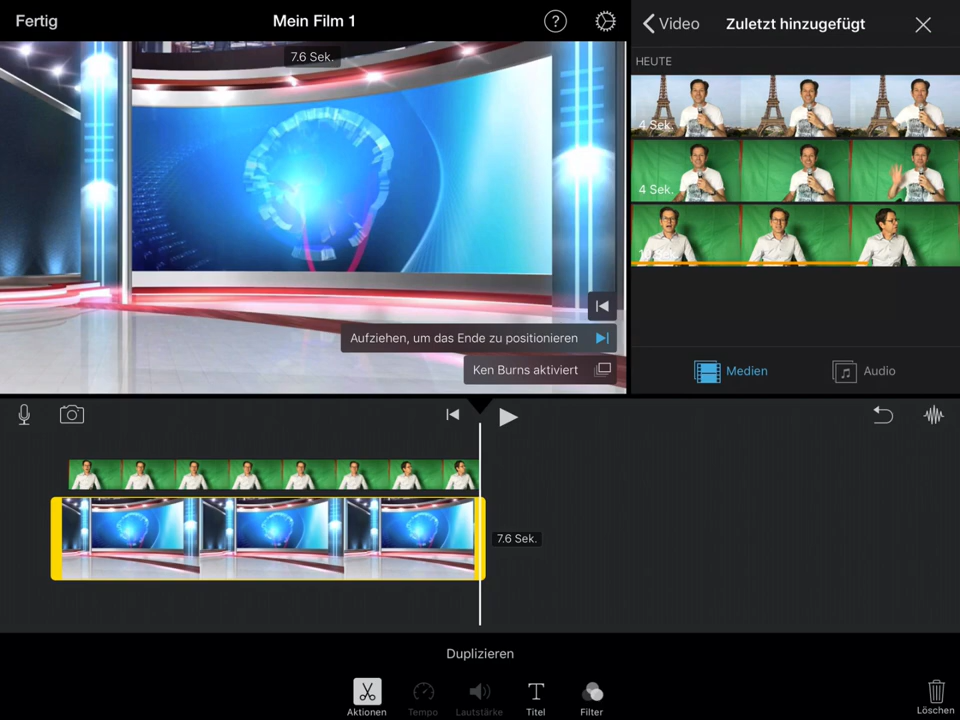 Fertig
Mein Film 1
?
Video
Zuletzt hinzugefügt
7.6 Sek.
HEUTE
4 Sek.
4 Sek.
Aufziehen, um das Ende zu positionieren
Ken Burns aktiviert
Medien
Audio
7.6 Sek.
Duplizieren
Aktionen
Tempo
Lautstärke
Titel
Filter
Löschen